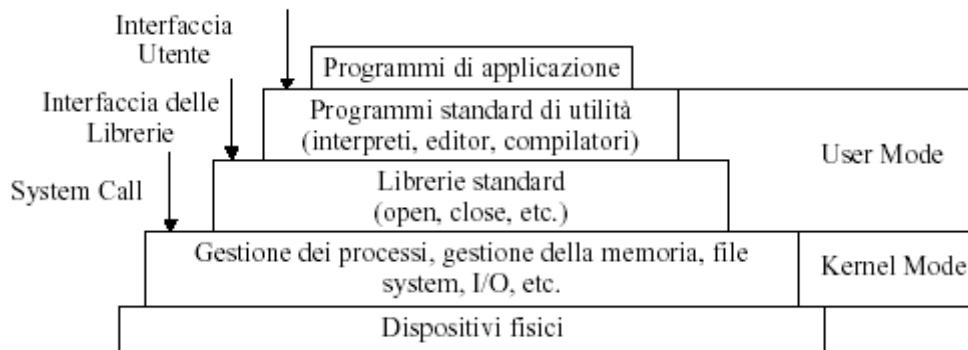 Interfaccia
Utente
Programmi di applicazione
Interfaccia delle
Librerie
Programmi standard di utilità
(interpreti, editor, compilatori)
User Mode
System Call
Librerie standard
(open, close, etc.)
Gestione dei processi, gestione della memoria, file
system, I/O, etc.
Kernel Mode
Dispositivi fisici